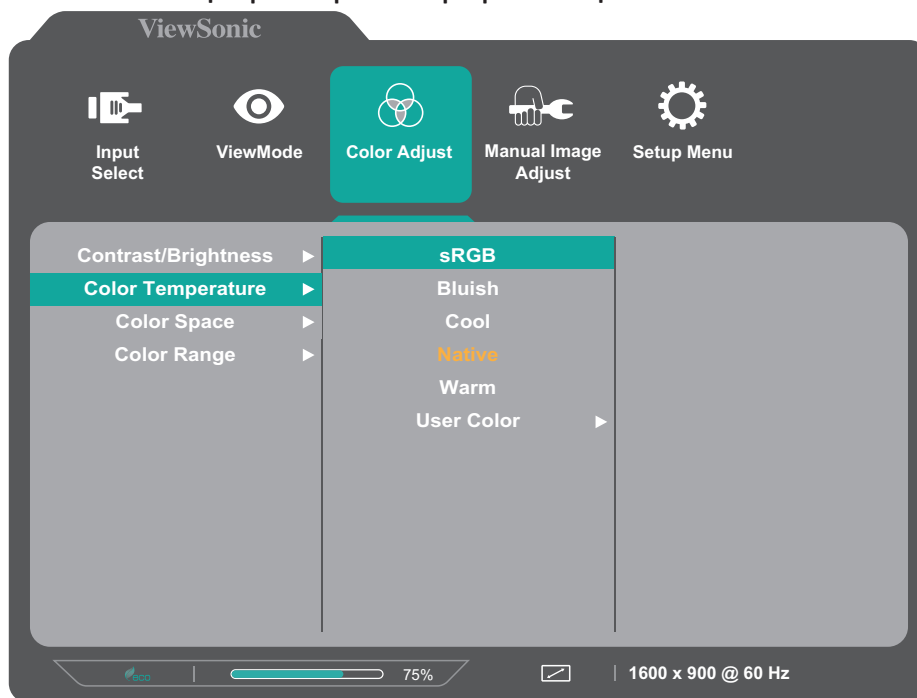 ViewSonic
Input
Select
ViewMode
Color Adjust
Manual Image
Adjust
Setup Menu
Contrast/Brightness
Color Temperature
Color Space
Color Range
sRGB
Bluish
Cool
Native
Warm
User Color
eco
75%
1600 x 900 @ 60 Hz